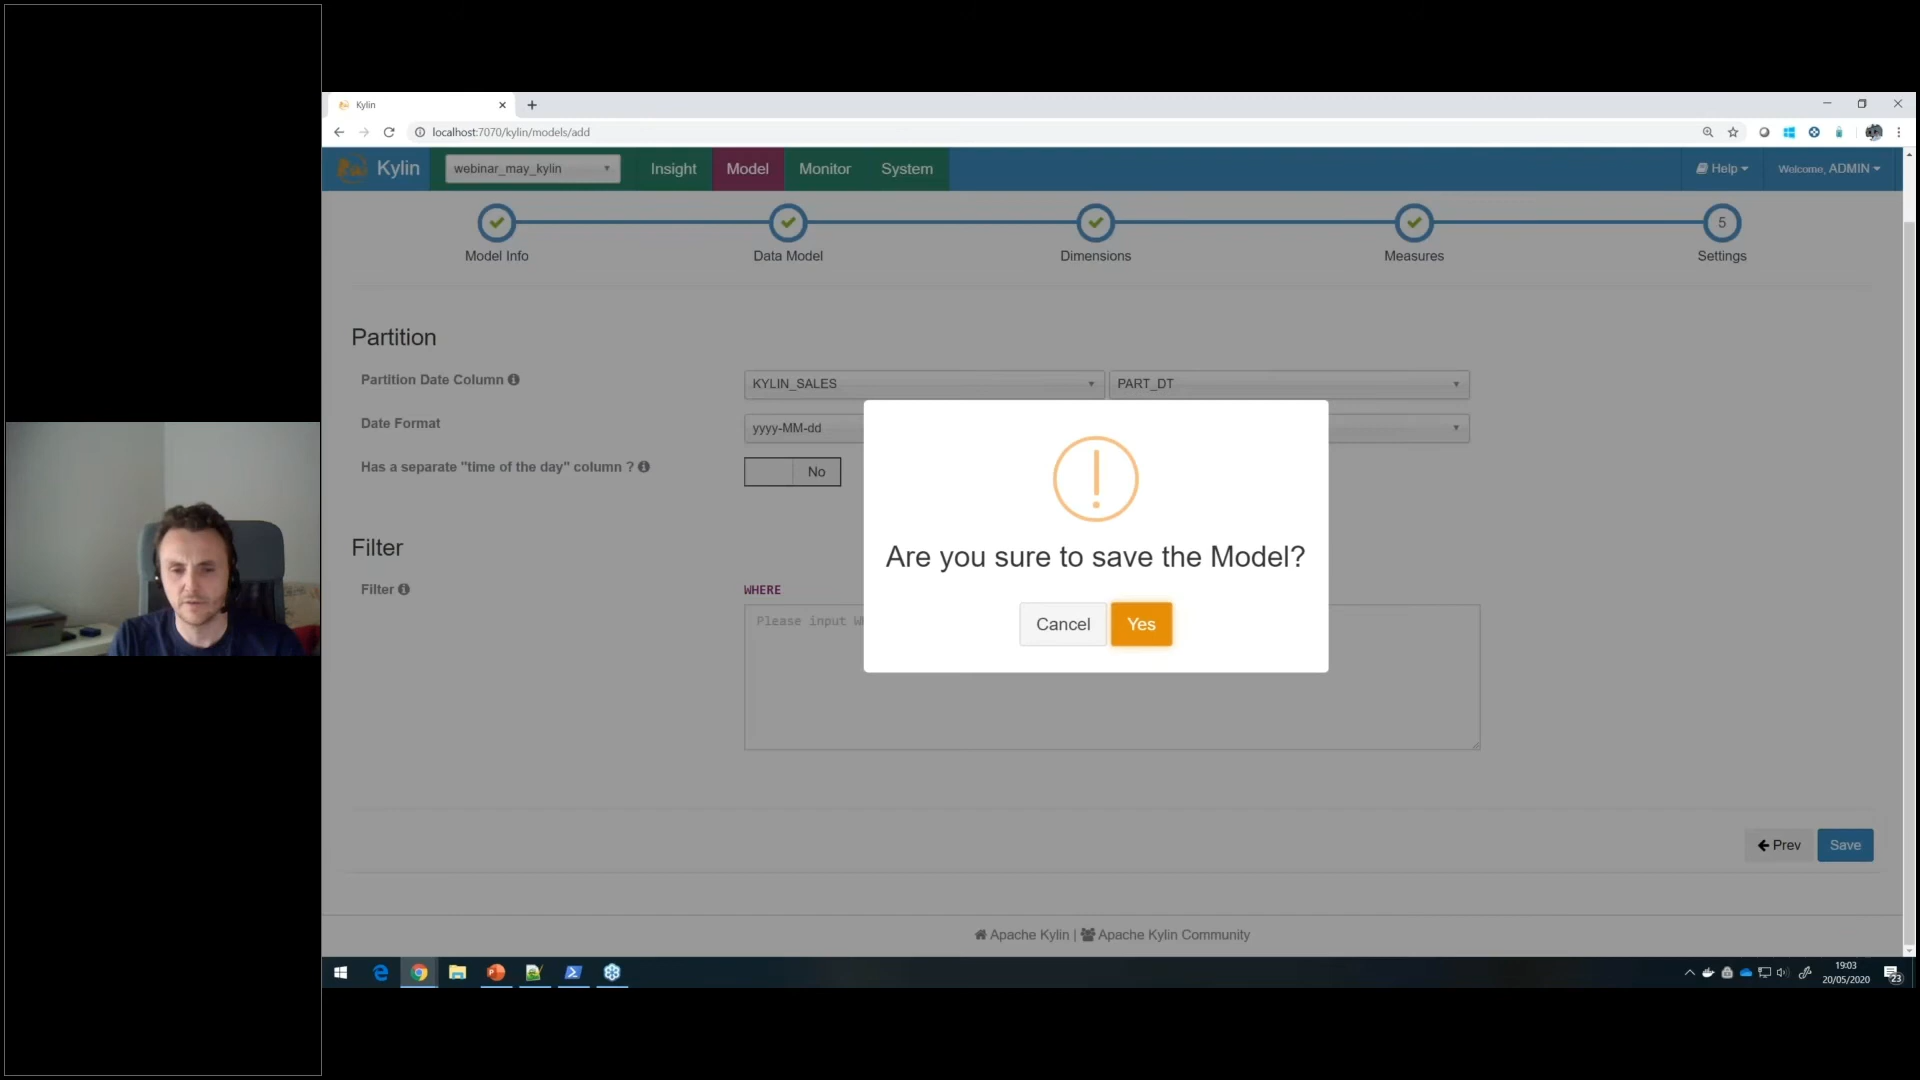 Kylin
localhost:7070/kylin/models/add
Kylin
webinar_may_kylin
Insight
Model
Monitor
System
Help
Welcome, ADMIN
5
Model Info
Data Model
Dimensions
Measures
Settings
Partition
Partition Date Column
KYLIN_SALES
PART_DT
Date Format
yyyy-MM-dd
Has a separate "time of the day" column ?
No
Filter
Filter
WHERE
Please input
Are you sure to save the Model?
Cancel
Yes
Prev
Save
Apache Kylin | Apache Kylin Community
19:03
20/05/2020
23